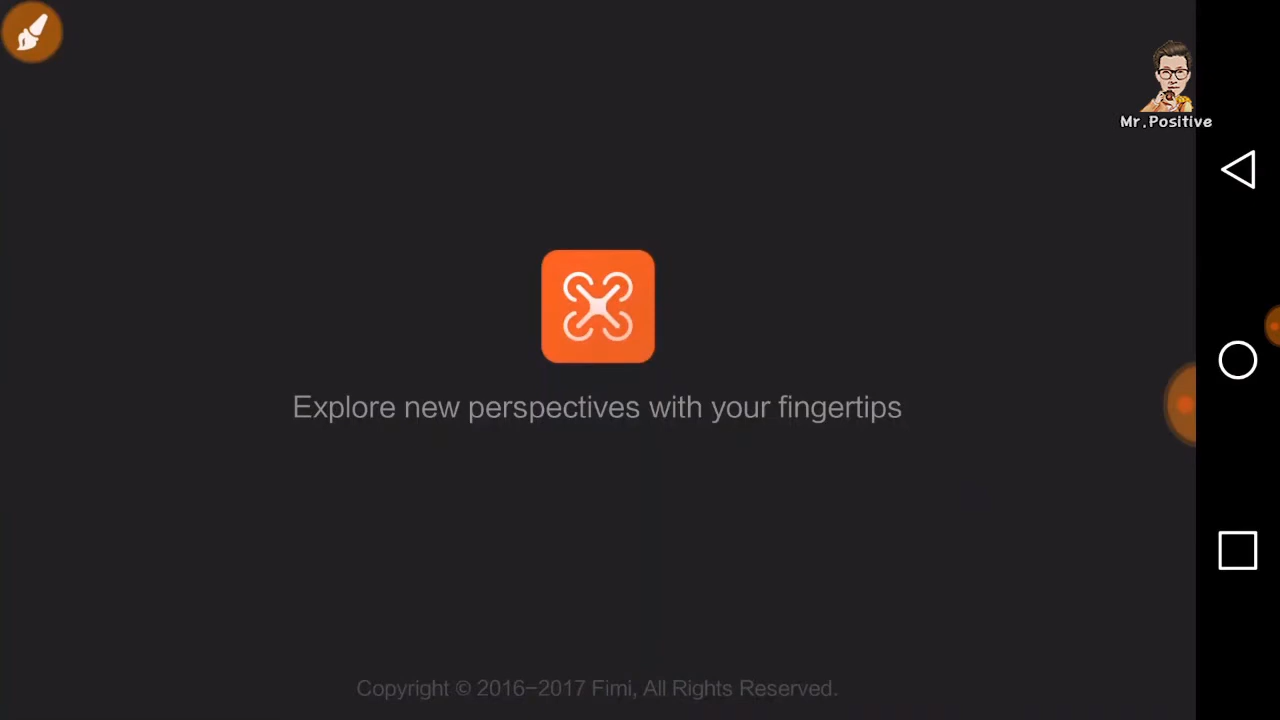 Mr.Positive
Explore new perspectives with your fingertips
Copyright © 2016-2017 Fimi, All Rights Reserved.